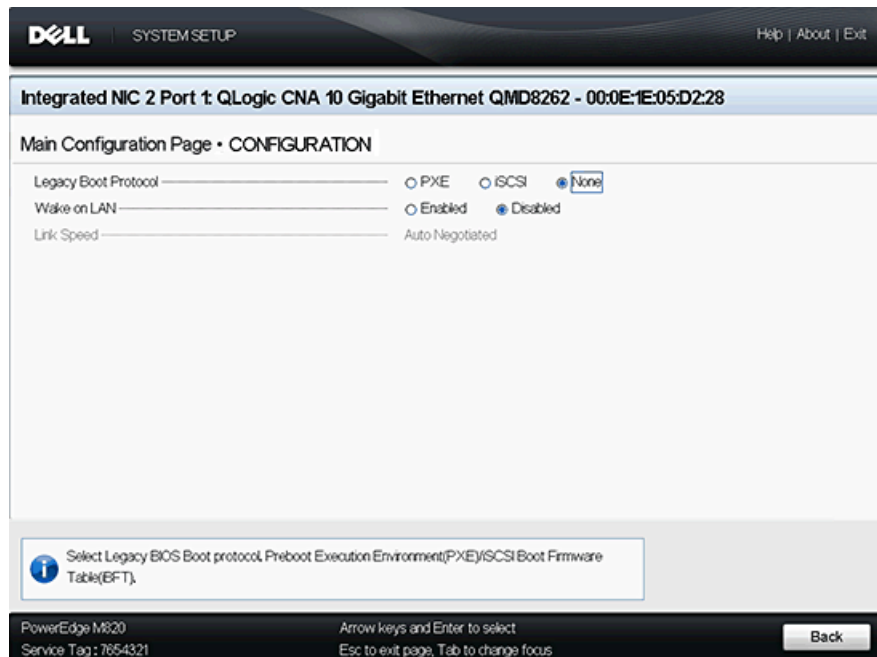 DELL SYSTEM SETUP Help | About | Exit
Integrated NIC 2 Port 1: QLogic CNA 10 Gigabit Ethernet QMD8262 - 00:0E:1E:05:D2:28
Main Configuration Page • CONFIGURATION
Legacy Boot Protocol PXE iSCSI None
Wake on LAN Enabled Disabled
Link Speed Auto Negotiated
Select Legacy BIOS Boot protocol. Preboot Execution Environment(PXE)/iSCSI Boot Firmware
Table(iBFT).
PowerEdge M820 Arrow keys and Enter to select
Service Tag : 7654321 Esc to exit page, Tab to change focus
Back